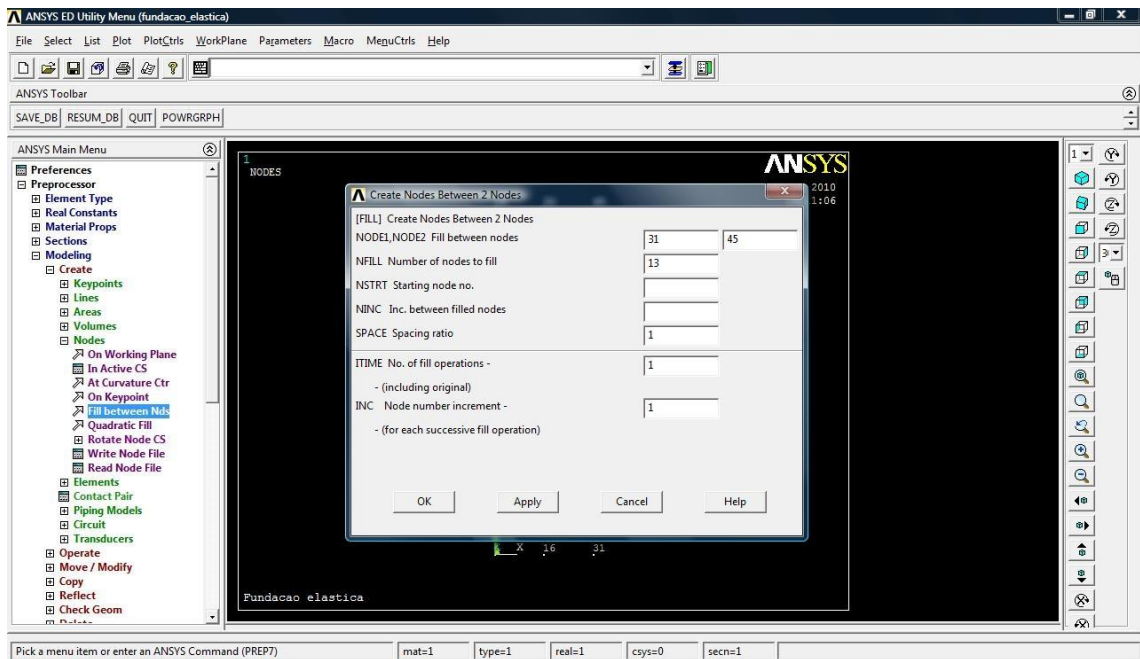 ANSYS ED Utility Menu (fundacao_elastica)
File Select List Plot PlotCtrls WorkPlane Parameters Macro MenuCtrls Help
ANSYS Toolbar
SAVE_DB RESUM_DB QUIT POWRGRPH
ANSYS Main Menu
Preferences
Preprocessor
Element Type
Real Constants
Material Props
Sections
Modeling
Create
Keypoints
Lines
Areas
Volumes
Nodes
On Working Plane
In Active CS
At Curvature Ctr
On Keypoint
Fill between Nds
Quadratic Fill
Rotate Node CS
Write Node File
Read Node File
Elements
Contact Pair
Piping Models
Circuit
Transducers
Operate
Move / Modify
Copy
Reflect
Check Geom
1
NODES
ANSYS
2010
1:06
Create Nodes Between 2 Nodes
[FILL] Create Nodes Between 2 Nodes
NODE1,NODE2 Fill between nodes 31 45
NFILL Number of nodes to fill 13
NSTRT Starting node no.
NINC Inc. between filled nodes
SPACE Spacing ratio 1
ITIME No. of fill operations - 1
- (including original)
INC Node number increment - 1
- (for each successive fill operation)
OK Apply Cancel Help
X 16 31
Fundacao elastica
1
Pick a menu item or enter an ANSYS Command (PREP7) mat=1 type=1 real=1 csys=0 secn=1